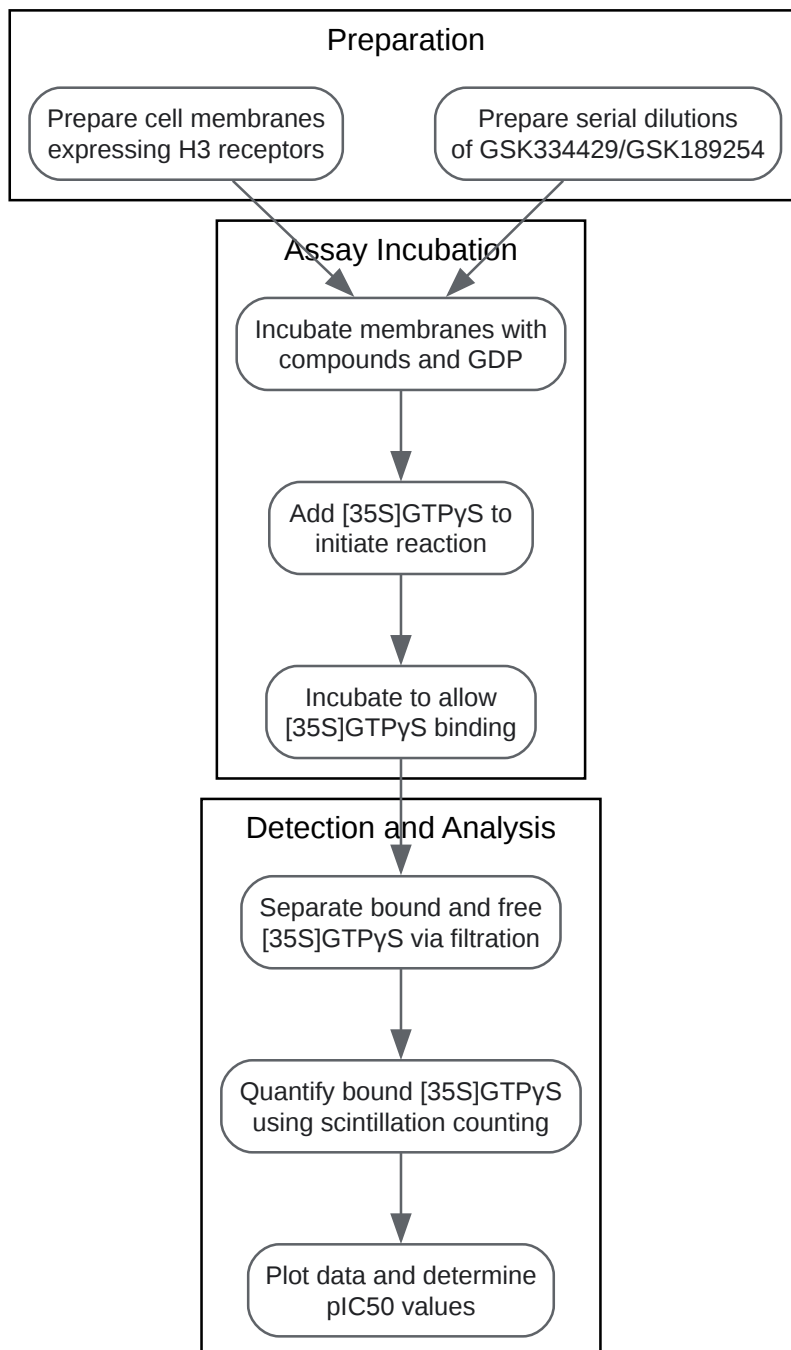 Preparation
Prepare cell membranes
expressing H3 receptors
Prepare serial dilutions
of GSK334429/GSK189254
Assay Incubation
Incubate membranes with
compounds and GDP
Add [35S]GTPγS to
initiate reaction
Incubate to allow
[35S]GTPγS binding
Detection and Analysis
Separate bound and free
[35S]GTPγS via filtration
Quantify bound [35S]GTPγS
using scintillation counting
Plot data and determine
pIC50 values